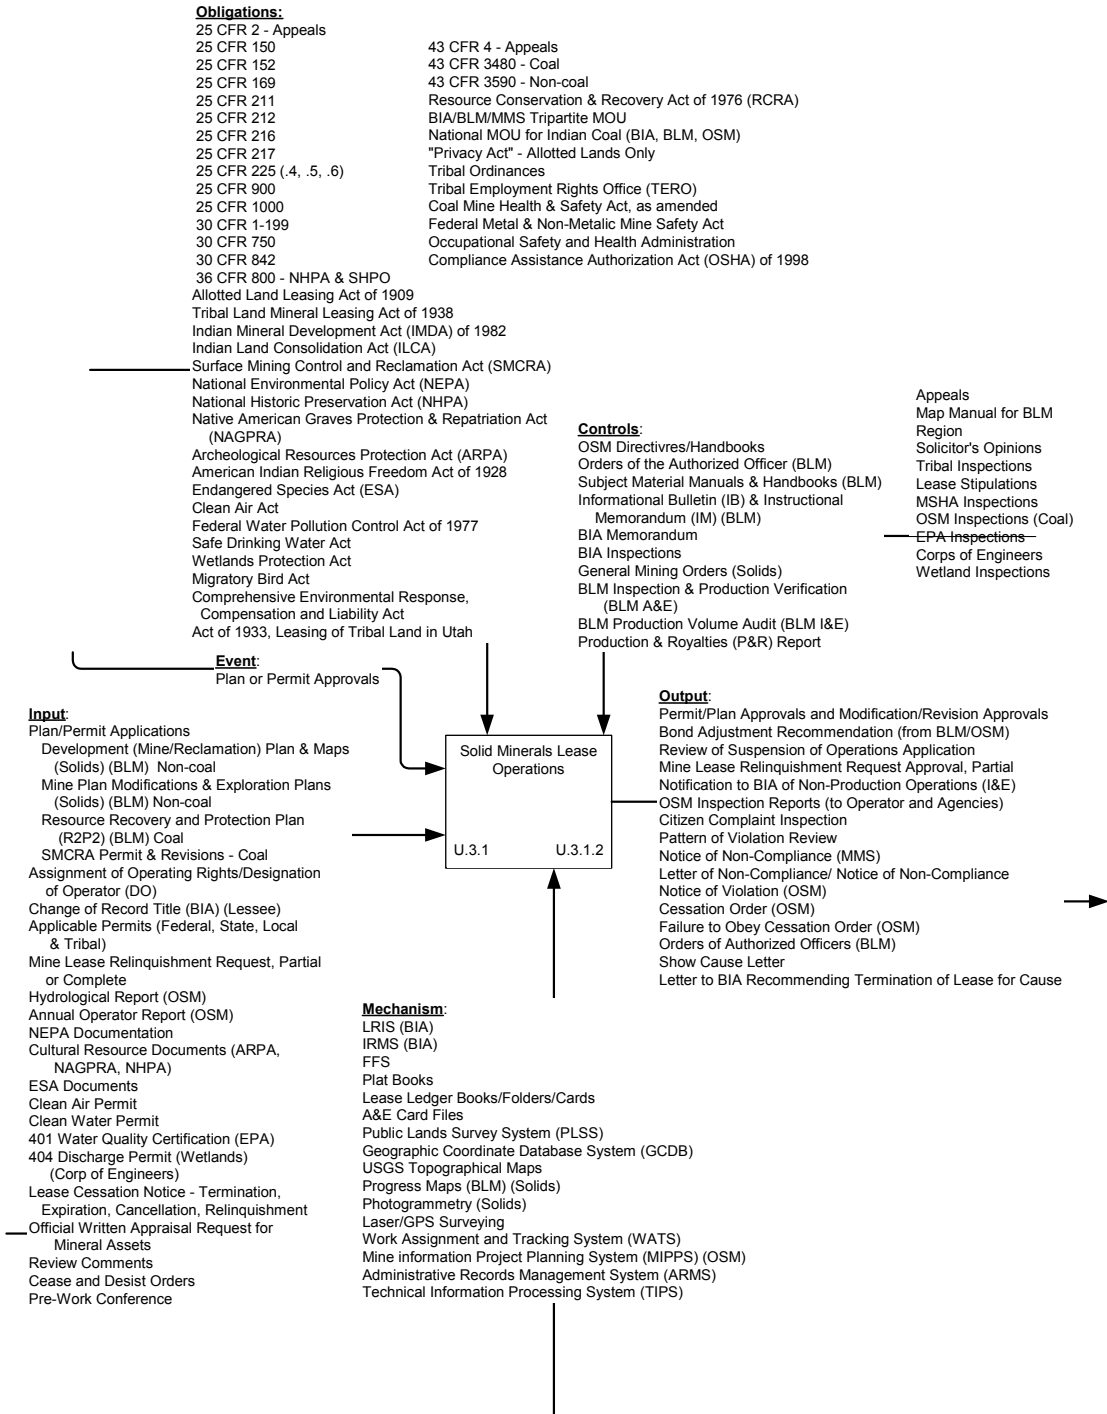 Obligations:
25 CFR 2 - Appeals
25 CFR 150
25 CFR 152
25 CFR 169
25 CFR 211
25 CFR 212
25 CFR 216
25 CFR 217
25 CFR 225 (.4, .5, .6)
25 CFR 900
25 CFR 1000
30 CFR 1-199
30 CFR 750
30 CFR 842
36 CFR 800 - NHPA & SHPO
43 CFR 4 - Appeals
43 CFR 3480 - Coal
43 CFR 3590 - Non-coal
Resource Conservation & Recovery Act of 1976 (RCRA)
BIA/BLM/MMS Tripartite MOU
National MOU for Indian Coal (BIA, BLM, OSM)
"Privacy Act" - Allotted Lands Only
Tribal Ordinances
Tribal Employment Rights Office (TERO)
Coal Mine Health & Safety Act, as amended
Federal Metal & Non-Metalic Mine Safety Act
Occupational Safety and Health Administration
Compliance Assistance Authorization Act (OSHA) of 1998
Allotted Land Leasing Act of 1909
Tribal Land Mineral Leasing Act of 1938
Indian Mineral Development Act (IMDA) of 1982
Indian Land Consolidation Act (ILCA)
Surface Mining Control and Reclamation Act (SMCRA)
National Environmental Policy Act (NEPA)
National Historic Preservation Act (NHPA)
Native American Graves Protection & Repatriation Act
(NAGPRA)
Archeological Resources Protection Act (ARPA)
American Indian Religious Freedom Act of 1928
Endangered Species Act (ESA)
Clean Air Act
Federal Water Pollution Control Act of 1977
Safe Drinking Water Act
Wetlands Protection Act
Migratory Bird Act
Comprehensive Environmental Response,
Compensation and Liability Act
Act of 1933, Leasing of Tribal Land in Utah
Controls:
OSM Directivres/Handbooks
Orders of the Authorized Officer (BLM)
Subject Material Manuals & Handbooks (BLM)
Informational Bulletin (IB) & Instructional
Memorandum (IM) (BLM)
BIA Memorandum
BIA Inspections
General Mining Orders (Solids)
BLM Inspection & Production Verification
(BLM A&E)
BLM Production Volume Audit (BLM I&E)
Production & Royalties (P&R) Report
Appeals
Map Manual for BLM
Region
Solicitor's Opinions
Tribal Inspections
Lease Stipulations
MSHA Inspections
OSM Inspections (Coal)
EPA Inspections
Corps of Engineers
Wetland Inspections
Event:
Plan or Permit Approvals
Input:
Plan/Permit Applications
Development (Mine/Reclamation) Plan & Maps
(Solids) (BLM) Non-coal
Mine Plan Modifications & Exploration Plans
(Solids) (BLM) Non-coal
Resource Recovery and Protection Plan
(R2P2) (BLM) Coal
SMCRA Permit & Revisions - Coal
Assignment of Operating Rights/Designation
of Operator (DO)
Change of Record Title (BIA) (Lessee)
Applicable Permits (Federal, State, Local
& Tribal)
Mine Lease Relinquishment Request, Partial
or Complete
Hydrological Report (OSM)
Annual Operator Report (OSM)
NEPA Documentation
Cultural Resource Documents (ARPA,
NAGPRA, NHPA)
ESA Documents
Clean Air Permit
Clean Water Permit
401 Water Quality Certification (EPA)
404 Discharge Permit (Wetlands)
(Corp of Engineers)
Lease Cessation Notice - Termination,
Expiration, Cancellation, Relinquishment
Official Written Appraisal Request for
Mineral Assets
Review Comments
Cease and Desist Orders
Pre-Work Conference
Solid Minerals Lease
Operations
U.3.1 U.3.1.2
Output:
Permit/Plan Approvals and Modification/Revision Approvals
Bond Adjustment Recommendation (from BLM/OSM)
Review of Suspension of Operations Application
Mine Lease Relinquishment Request Approval, Partial
Notification to BIA of Non-Production Operations (I&E)
OSM Inspection Reports (to Operator and Agencies)
Citizen Complaint Inspection
Pattern of Violation Review
Notice of Non-Compliance (MMS)
Letter of Non-Compliance/ Notice of Non-Compliance
Notice of Violation (OSM)
Cessation Order (OSM)
Failure to Obey Cessation Order (OSM)
Orders of Authorized Officers (BLM)
Show Cause Letter
Letter to BIA Recommending Termination of Lease for Cause
Mechanism:
LRIS (BIA)
IRMS (BIA)
FFS
Plat Books
Lease Ledger Books/Folders/Cards
A&E Card Files
Public Lands Survey System (PLSS)
Geographic Coordinate Database System (GCDB)
USGS Topographical Maps
Progress Maps (BLM) (Solids)
Photogrammetry (Solids)
Laser/GPS Surveying
Work Assignment and Tracking System (WATS)
Mine information Project Planning System (MIPPS) (OSM)
Administrative Records Management System (ARMS)
Technical Information Processing System (TIPS)